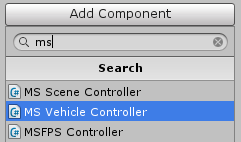 Add Component
ms
Search
MS Scene Controller
MS Vehicle Controller
MSFPS Controller